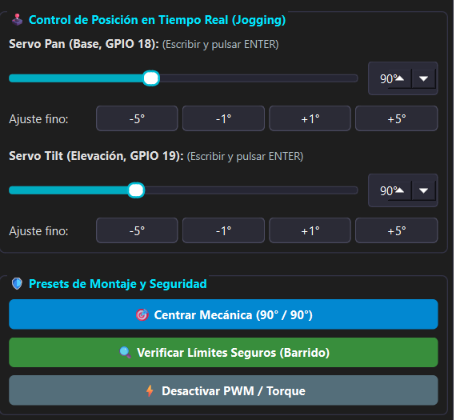 Control de Posición en Tiempo Real (Jogging)
Servo Pan (Base, GPIO 18): (Escribir y pulsar ENTER)
90°
Ajuste fino: -5° -1° +1° +5°
Servo Tilt (Elevación, GPIO 19): (Escribir y pulsar ENTER)
90°
Ajuste fino: -5° -1° +1° +5°
Presets de Montaje y Seguridad
Centrar Mecánica (90° / 90°)
Verificar Límites Seguros (Barrido)
Desactivar PWM / Torque